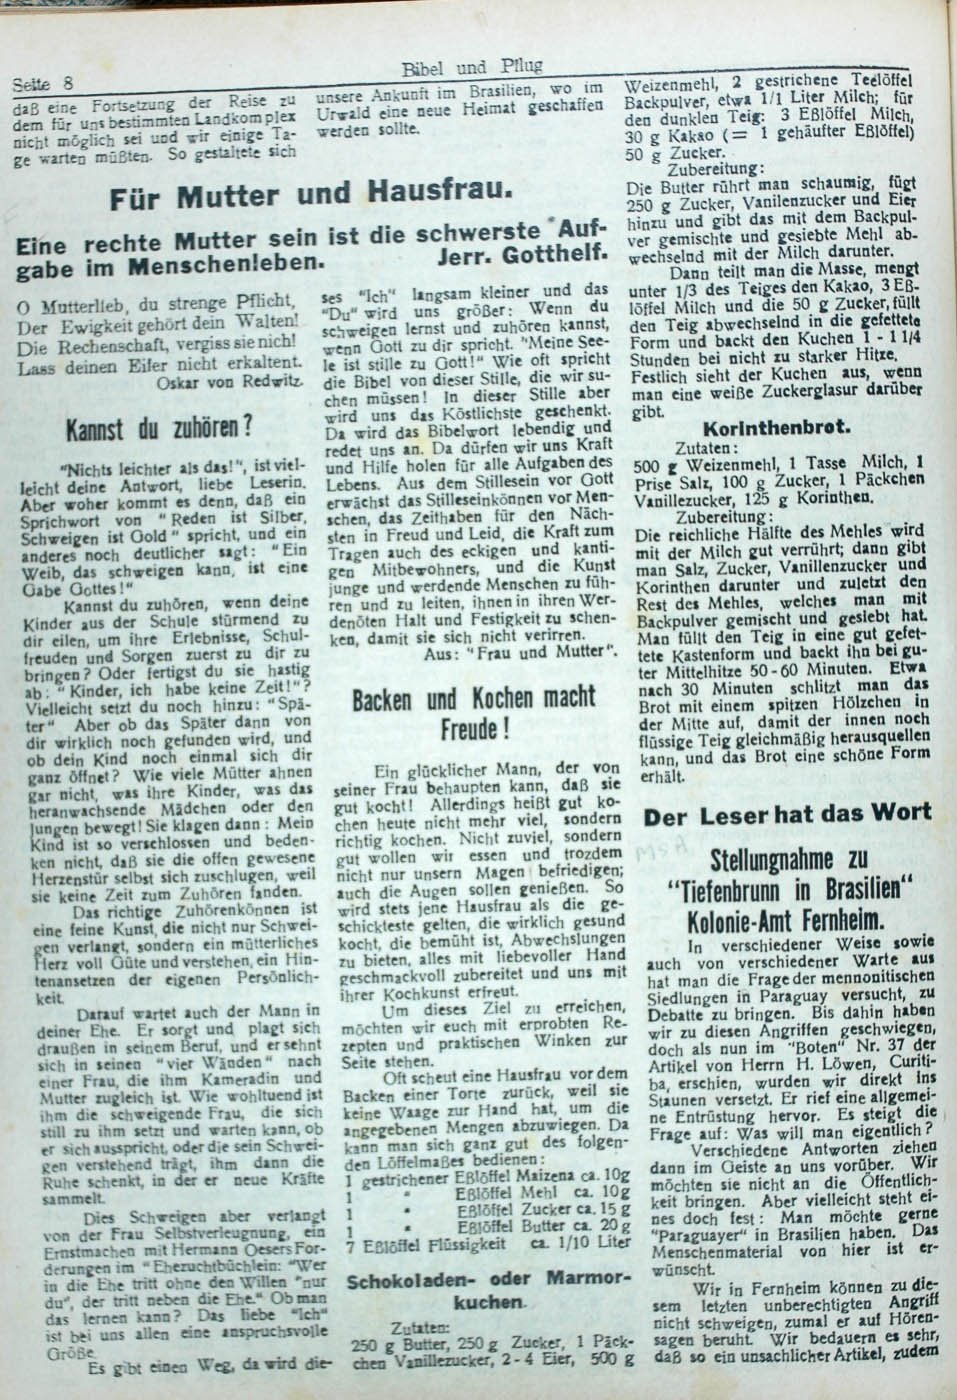 Seite 8
Bibel und Pflug
daß eine Fortsetzung der Reise zu
dem für uns bestimmten Landkomplex
nicht möglich sei und wir einige Ta-
ge warten müßten. So gestaltete sich
unsere Ankunft im Brasilien, wo im
Urwald eine neue Heimat geschaffen
werden sollte.
Für Mutter und Hausfrau.
Eine rechte Mutter sein ist die schwerste Auf-
gabe im Menschenleben. Jerr. Gotthelf.
O Mutterlieb, du strenge Pflicht,
Der Ewigkeit gehört dein Walten!
Die Rechenschaft, vergiss sie nich!
Lass deinen Eifer nicht erkaltent.
Oskar von Redwitz.
Kannst du zuhören?
"Nichts leichter als das!", ist viel-
leicht deine Antwort, liebe Leserin.
Aber woher kommt es denn, daß ein
Sprichwort von "Reden ist Silber,
Schweigen ist Gold" spricht, und ein
anderes noch deutlicher sagt: "Ein
Weib, das schweigen kann, ist eine
Gabe Gottes!"
Kannst du zuhören, wenn deine
Kinder aus der Schule stürmend zu
dir eilen, um ihre Erlebnisse, Schul-
freuden und Sorgen zuerst zu dir zu
bringen? Oder fertigst du sie hastig
ab: "Kinder, ich habe keine Zeit!"?
Vielleicht setzt du noch hinzu: "Spä-
ter" Aber ob das Später dann von
dir wirklich noch gefunden wird, und
ob dein Kind noch einmal sich dir
ganz öffnet? Wie viele Mütter ahnen
gar nicht, was ihre Kinder, was das
heranwachsende Mädchen oder den
Jungen bewegt! Sie klagen dann: Mein
Kind ist so verschlossen und beden-
ken nicht, daß sie die offen gewesene
Herzenstür selbst sich zuschlugen, weil
sie keine Zeit zum Zuhören fanden.
Das richtige Zuhörenkönnen ist
eine feine Kunst, die nicht nur Schwei-
gen verlangt, sondern ein mütterliches
Herz voll Güte und verstehen, ein Hin-
tenansetzen der eigenen Persönlich-
keit.
Darauf wartet auch der Mann in
deiner Ehe. Er sorgt und plagt sich
draußen in seinem Beruf, und ersehnt
sich in seinen "vier Wänden" nach
einer Frau, die ihm Kameradin und
Mutter zugleich ist. Wie wohltuend ist
ihm die schweigende Frau, die sich
still zu ihm setzt und warten kann, ob
er sich ausspricht, oder die sein Schwei-
gen verstehend trägt, ihm dann die
Ruhe schenkt, in der er neue Kräfte
sammelt.
Dies Schweigen aber verlangt
von der Frau Selbstverleugnung, ein
Ernstmachen mit Hermann Oesers For-
derungen im "Ehezuchtbüchlein: "Wer
in die Ehe tritt ohne den Willen "nur
du", der tritt neben die Ehe." Ob man
das lernen kann? Das liebe "Ich"
ist bei uns allen eine anspruchsvolle
Größe.
Es gibt einen Weg, da wird die-
ses "Ich" langsam kleiner und das
"Du" wird uns größer: Wenn du
schweigen lernst und zuhören kannst,
wenn Gott zu dir spricht. "Meine See-
le ist stille zu Gott!" Wie oft spricht
die Bibel von dieser Stille, die wir su-
chen müssen! In dieser Stille aber
wird uns das Köstlichste geschenkt.
Da wird das Bibelwort lebendig und
redet uns an. Da dürfen wir uns Kraft
und Hilfe holen für alle Aufgaben des
Lebens. Aus dem Stillesein vor Gott
erwächst das Stilleseinkönnen vor Men-
schen, das Zeithaben für den Näch-
sten in Freud und Leid, die Kraft zum
Tragen auch des eckigen und kanti-
gen Mitbewohners, und die Kunst
junge und werdende Menschen zu füh-
ren und zu leiten, ihnen in ihren Wer-
denöten Halt und Festigkeit zu schen-
ken, damit sie sich nicht verirren.
Aus: "Frau und Mutter".
Backen und Kochen macht
Freude!
Ein glücklicher Mann, der von
seiner Frau behaupten kann, daß sie
gut kocht! Allerdings heißt gut ko-
chen heute nicht mehr viel, sondern
richtig kochen. Nicht zuviel, sondern
gut wollen wir essen und trozdem
nicht nur unsern Magen befriedigen;
auch die Augen sollen genießen. So
wird stets jene Hausfrau als die ge-
schickteste gelten, die wirklich gesund
kocht, die bemüht ist, Abwechslungen
zu bieten, alles mit liebevoller Hand
geschmackvoll zubereitet und uns mit
ihrer Kochkunst erfreut.
Um dieses Ziel zu erreichen,
möchten wir euch mit erprobten Re-
zepten und praktischen Winken zur
Seite stehen.
Oft scheut eine Hausfrau vor dem
Backen einer Torte zurück, weil sie
keine Waage zur Hand hat, um die
angegebenen Mengen abzuwiegen. Da
kann man sich ganz gut des folgen-
den Löffelmaßes bedienen:
1 gestrichener Eßlöffel Maizena ca. 10g
1 " Eßlöffel Mehl ca. 10g
1 " Eßlöffel Zucker ca. 15 g
1 " Eßlöffel Butter ca. 20 g
7 Eßlöffel Flüssigkeit ca. 1/10 Liter
Schokoladen- oder Marmor-
kuchen.
Zutaten:
250 g Butter, 250 g Zucker, 1 Päck-
chen Vanillezucker, 2-4 Eier, 500 g
Weizenmehl, 2 gestrichene Teelöffel
Backpulver, etwa 1/1 Liter Milch; für
den dunklen Teig: 3 Eßlöffel Milch,
30 g Kakao (= 1 gehäufter Eßlöffel)
50 g Zucker.
Zubereitung:
Die Butter rührt man schaumig, fügt
250 g Zucker, Vanilenzucker und Eier
hinzu und gibt das mit dem Backpul-
ver gemischte und gesiebte Mehl ab-
wechselnd mit der Milch darunter.
Dann teilt man die Masse, mengt
unter 1/3 des Teiges den Kakao, 3 Eß-
löffel Milch und die 50 g Zucker, füllt
den Teig abwechselnd in die gefettete
Form und backt den Kuchen 1 - 1 1/4
Stunden bei nicht zu starker Hitze.
Festlich sieht der Kuchen aus, wenn
man eine weiße Zuckerglasur darüber
gibt.
Korinthenbrot.
Zutaten:
500 g Weizenmehl, 1 Tasse Milch, 1
Prise Salz, 100 g Zucker, 1 Päckchen
Vanillezucker, 125 g Korinthen.
Zubereitung:
Die reichliche Hälfte des Mehles wird
mit der Milch gut verrührt; dann gibt
man Salz, Zucker, Vanillenzucker und
Korinthen darunter und zuletzt den
Rest des Mehles, welches man mit
Backpulver gemischt und gesiebt hat.
Man füllt den Teig in eine gut gefet-
tete Kastenform und backt ihn bei gu-
ter Mittelhitze 50-60 Minuten. Etwa
nach 30 Minuten schlitzt man das
Brot mit einem spitzen Hölzchen in
der Mitte auf, damit der innen noch
flüssige Teig gleichmäßig herausquellen
kann, und das Brot eine schöne Form
erhält.
Der Leser hat das Wort
Stellungnahme zu
"Tiefenbrunn in Brasilien"
Kolonie-Amt Fernheim.
In verschiedener Weise sowie
auch von verschiedener Warte aus
hat man die Frage der mennonitischen
Siedlungen in Paraguay versucht, zu
Debatte zu bringen. Bis dahin haben
wir zu diesen Angriffen geschwiegen,
doch als nun im "Boten" Nr. 37 der
Artikel von Herrn H. Löwen, Curiti-
ba, erschien, wurden wir direkt ins
Staunen versetzt. Er rief eine allgemei-
ne Entrüstung hervor. Es steigt die
Frage auf: Was will man eigentlich?
Verschiedene Antworten ziehen
dann im Geiste an uns vorüber. Wir
möchten sie nicht an die Öffentlich-
keit bringen. Aber vielleicht steht ei-
nes doch fest: Man möchte gerne
"Paraguayer" in Brasilien haben. Das
Menschenmaterial von hier ist er-
wünscht.
Wir in Fernheim können zu die-
sem letzten unberechtigten Angriff
nicht schweigen, zumal er auf Hören-
sagen beruht. Wir bedauern es sehr,
daß so ein unsachlicher Artikel, zudem